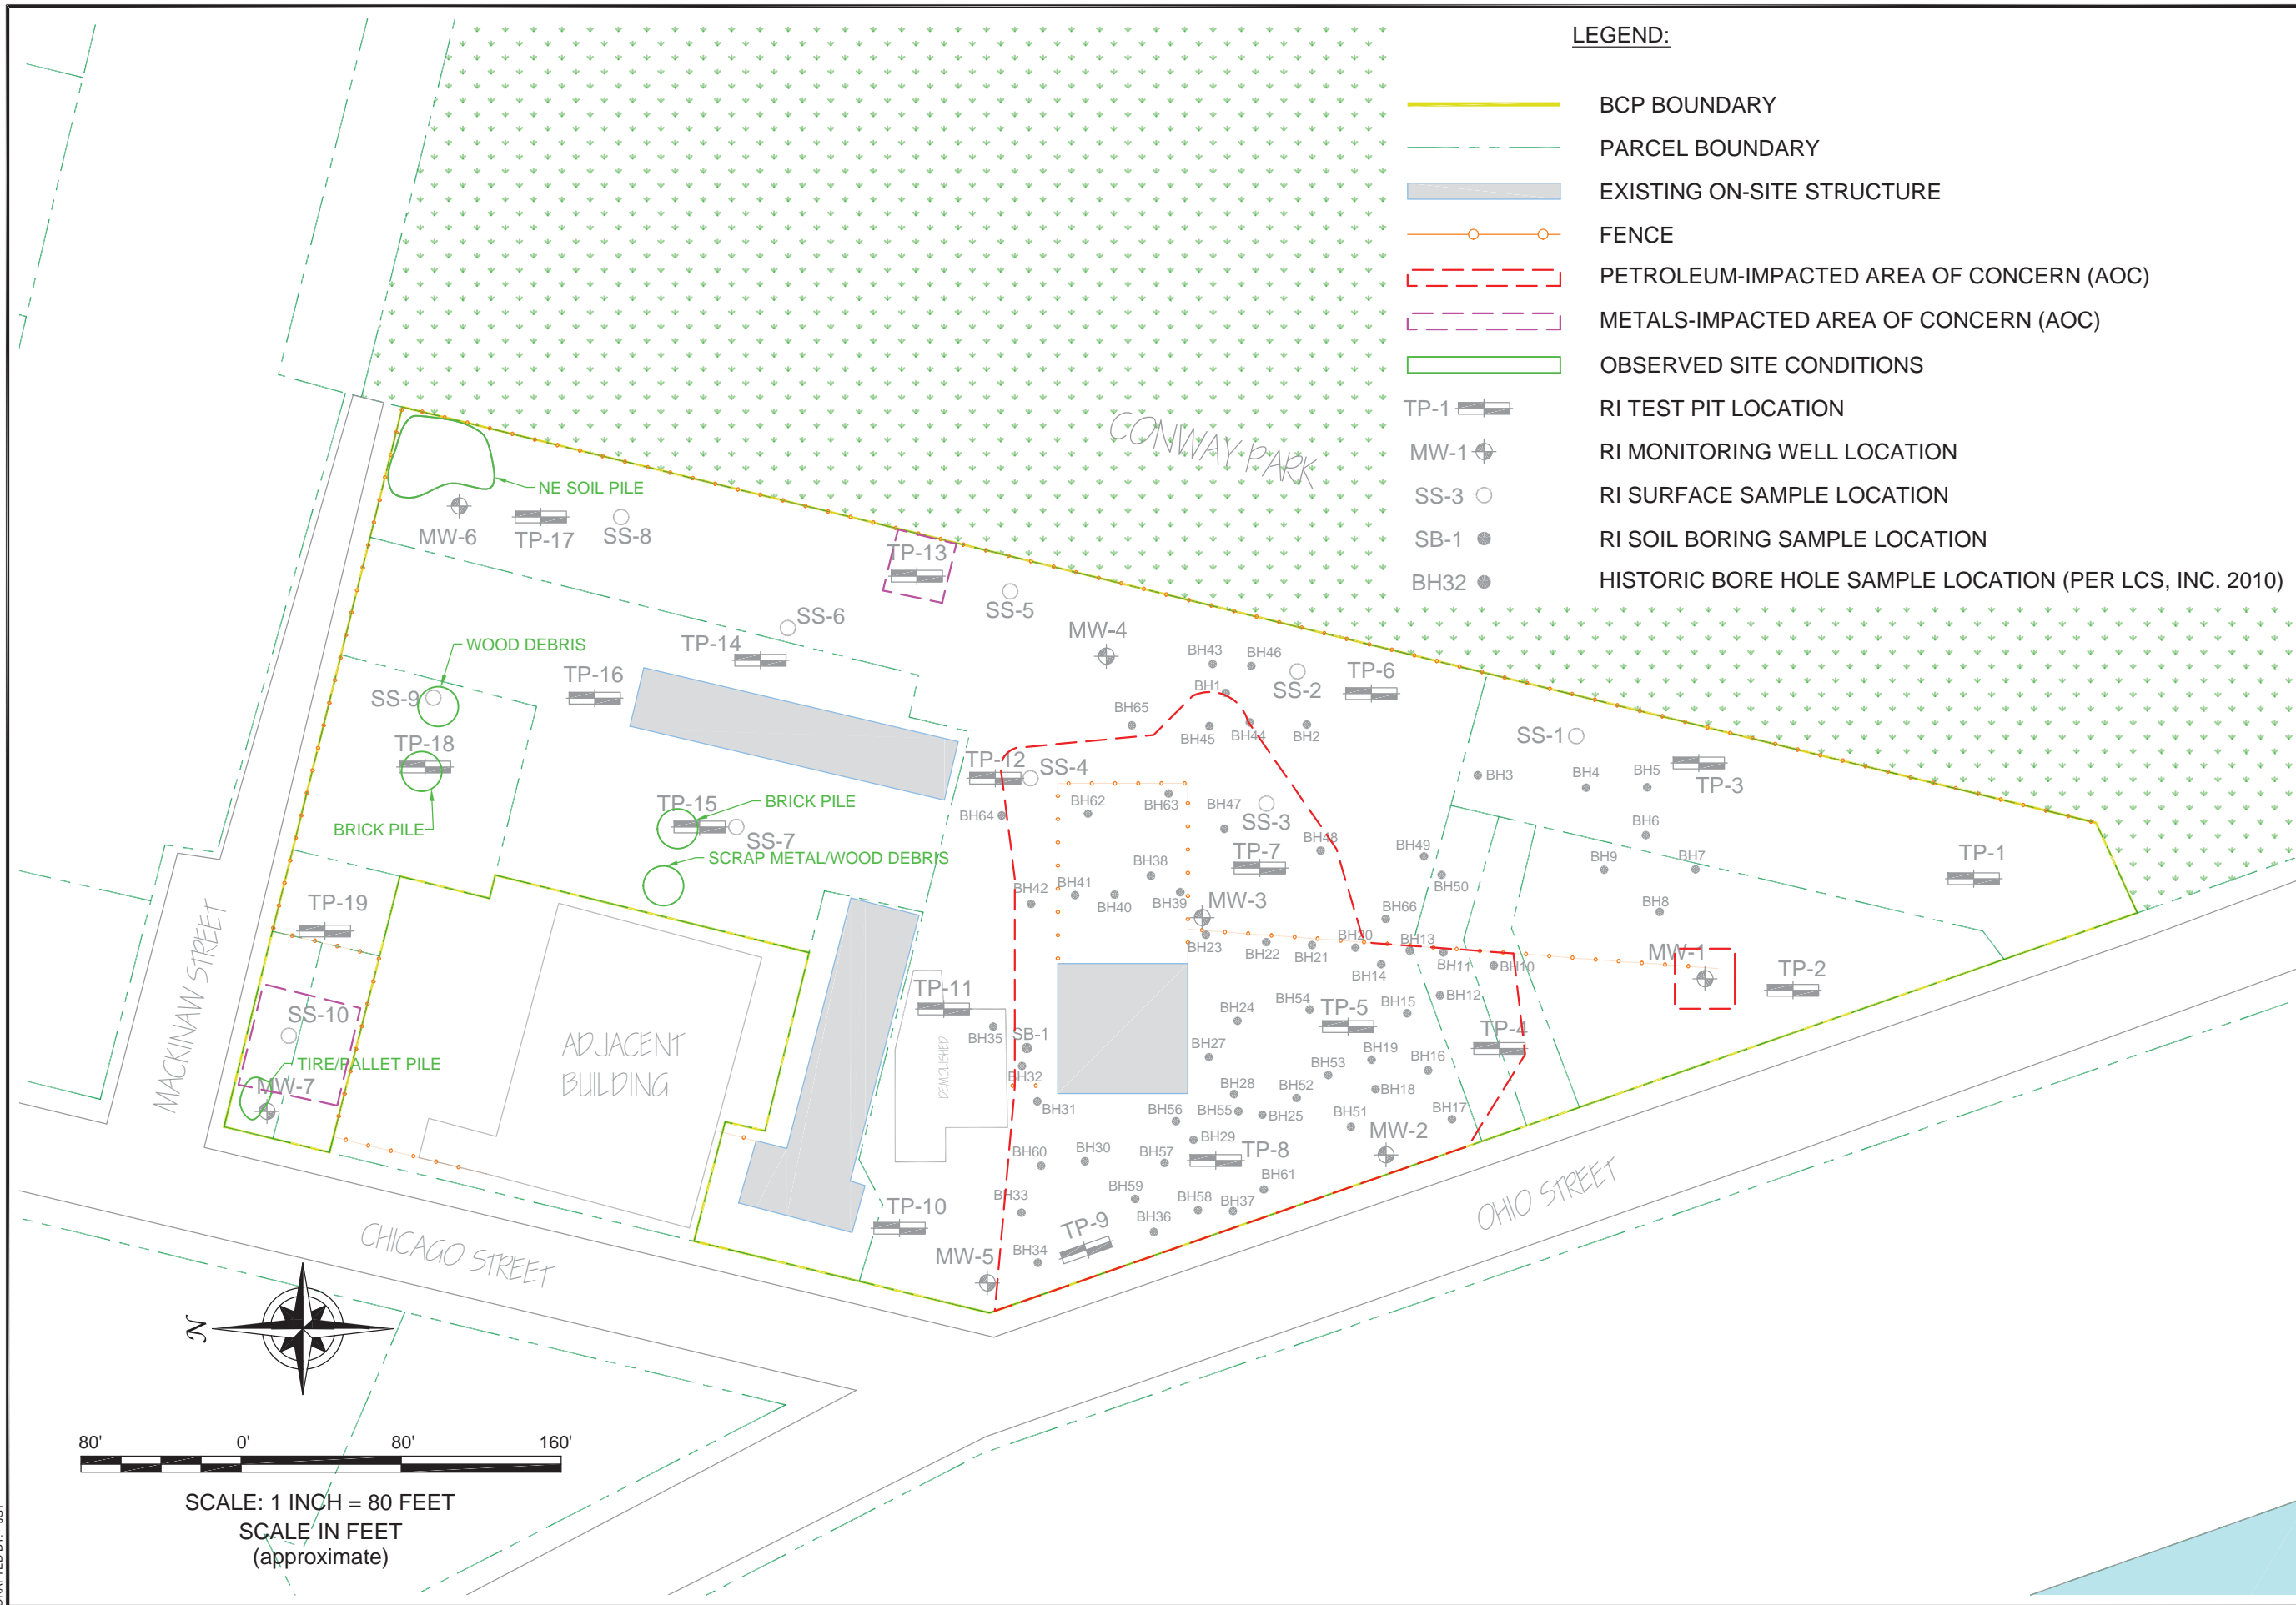 LEGEND:
BCP BOUNDARY
PARCEL BOUNDARY
EXISTING ON-SITE STRUCTURE
FENCE
PETROLEUM-IMPACTED AREA OF CONCERN (AOC)
METALS-IMPACTED AREA OF CONCERN (AOC)
OBSERVED SITE CONDITIONS
TP-1 RI TEST PIT LOCATION
MW-1 RI MONITORING WELL LOCATION
SS-3 RI SURFACE SAMPLE LOCATION
SB-1 RI SOIL BORING SAMPLE LOCATION
BH32 HISTORIC BORE HOLE SAMPLE LOCATION (PER LCS, INC. 2010)
CONWAY PARK
NE SOIL PILE
MW-6
TP-17
SS-8
TP-13
SS-5
SS-6
MW-4
TP-14
WOOD DEBRIS
TP-16
SS-9
BH43
BH46
SS-2
TP-6
BH1
BH65
BH45
BH44
BH2
SS-1
TP-18
TP-12
SS-4
BH3
BH4
BH5
TP-3
TP-15
BRICK PILE
BRICK PILE
SS-7
BH64
BH62
BH63
BH47
SS-3
BH48
BH6
SCRAP METAL/WOOD DEBRIS
TP-7
BH49
BH9
BH7
TP-1
BH38
BH42
BH41
BH40
BH39
BH50
TP-19
MW-3
BH66
BH8
BH23
BH22
BH21
BH20
BH13
BH14
BH11
BH10
MW-1
TP-2
MACKINAW STREET
SS-10
TP-11
BH12
BH24
BH54
TP-5
BH15
TP-4
BH35
SB-1
DEMOLISHED
ADJACENT
BUILDING
TIRE/PALLET PILE
MW-7
BH32
BH27
BH19
BH53
BH16
BH31
BH28
BH52
BH18
BH56
BH55
BH25
BH51
BH17
BH29
MW-2
BH60
BH30
BH57
TP-8
BH61
BH33
BH59
BH58
BH37
TP-10
TP-9
BH36
MW-5
BH34
OHIO STREET
CHICAGO STREET
N
80' 0' 80' 160'
SCALE: 1 INCH = 80 FEET
SCALE IN FEET
(approximate)